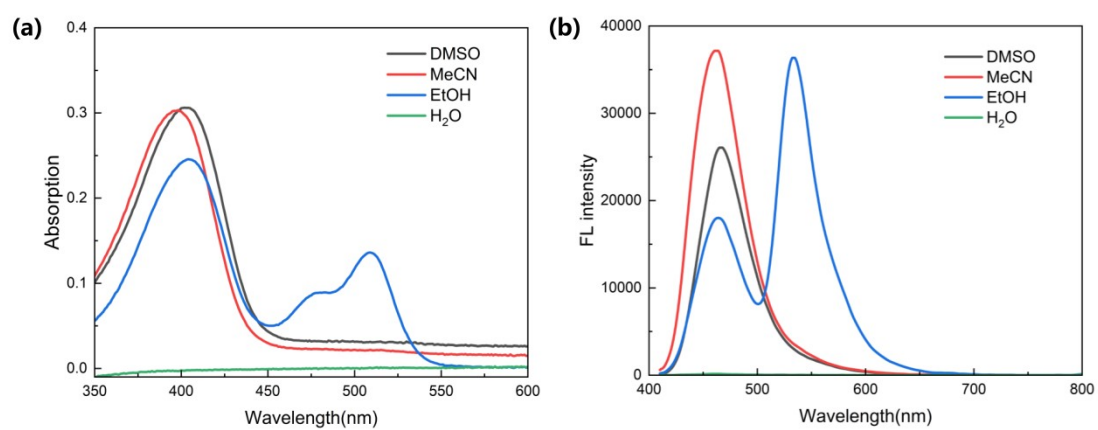 (a)
0.4
0.3
0.2
0.1
0.0
Absorption
350
400
450
500
550
600
Wavelength(nm)
DMSO
MeCN
EtOH
H₂O
(b)
40000
30000
20000
10000
0
FL intensity
400
500
600
700
800
Wavelength(nm)
DMSO
MeCN
EtOH
H₂O